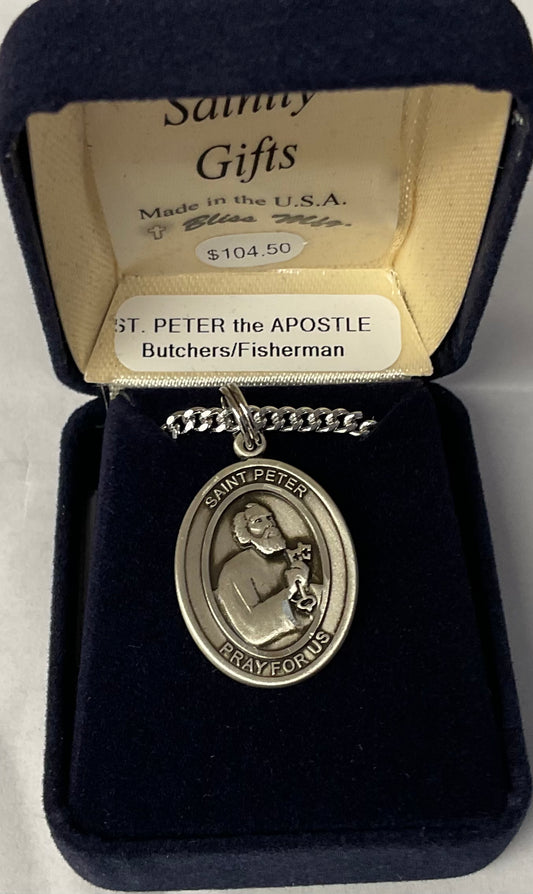 Saintly
Gifts
Made in the U.S.A.
Bliss Mfg.
$104.50
ST. PETER the APOSTLE
Butchers/Fisherman
SAINT PETER
PRAY FOR US